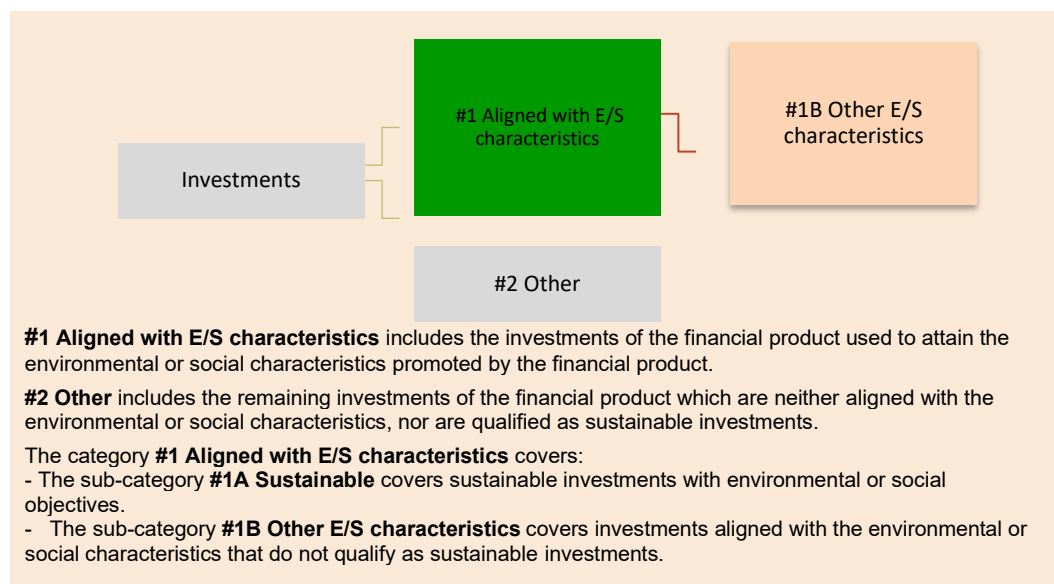 #1 Aligned with E/S
characteristics
#1B Other E/S
characteristics
Investments
#2 Other
#1 Aligned with E/S characteristics includes the investments of the financial product used to attain the
environmental or social characteristics promoted by the financial product.
#2 Other includes the remaining investments of the financial product which are neither aligned with the
environmental or social characteristics, nor are qualified as sustainable investments.
The category #1 Aligned with E/S characteristics covers:
- The sub-category #1A Sustainable covers sustainable investments with environmental or social
objectives.
- The sub-category #1B Other E/S characteristics covers investments aligned with the environmental or
social characteristics that do not qualify as sustainable investments.